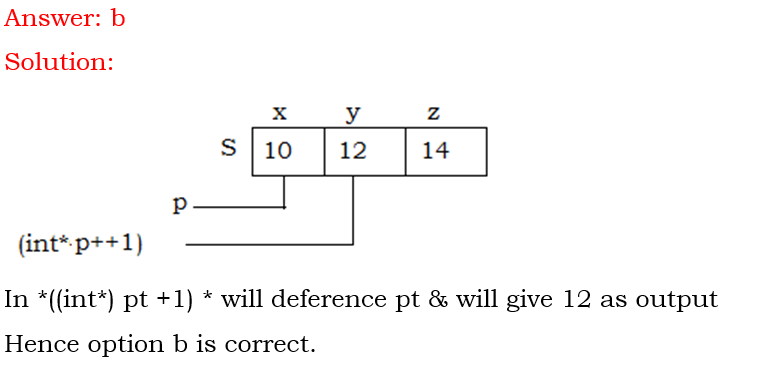 Answer: b
Solution:
x y z
S 10 12 14
p
(int* p++1)
In *((int*) pt +1) * will deference pt & will give 12 as output
Hence option b is correct.